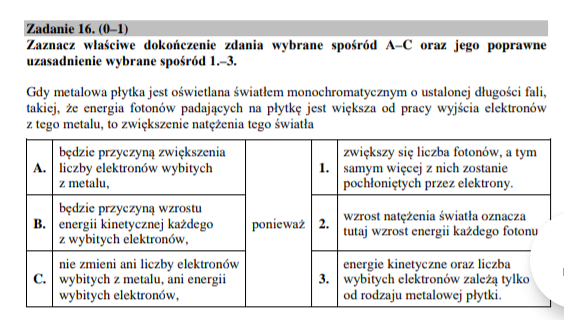 Zadanie 16. (0–1)
Zaznacz właściwe dokończenie zdania wybrane spośród A–C oraz jego poprawne
uzasadnienie wybrane spośród 1.–3.
Gdy metalowa płytka jest oświetlana światłem monochromatycznym o ustalonej długości fali,
takiej, że energia fotonów padających na płytkę jest większa od pracy wyjścia elektronów
z tego metalu, to zwiększenie natężenia tego światła
A.
będzie przyczyną zwiększenia
liczby elektronów wybitych
z metalu,
B.
będzie przyczyną wzrostu
energii kinetycznej każdego
z wybitych elektronów,
C.
nie zmieni ani liczby elektronów
wybitych z metalu, ani energii
wybitych elektronów,
ponieważ
1.
zwiększy się liczba fotonów, a tym
samym więcej z nich zostanie
pochłoniętych przez elektrony.
2.
wzrost natężenia światła oznacza
tutaj wzrost energii każdego fotonu
3.
energie kinetyczne oraz liczba
wybitych elektronów zależą tylko
od rodzaju metalowej płytki.